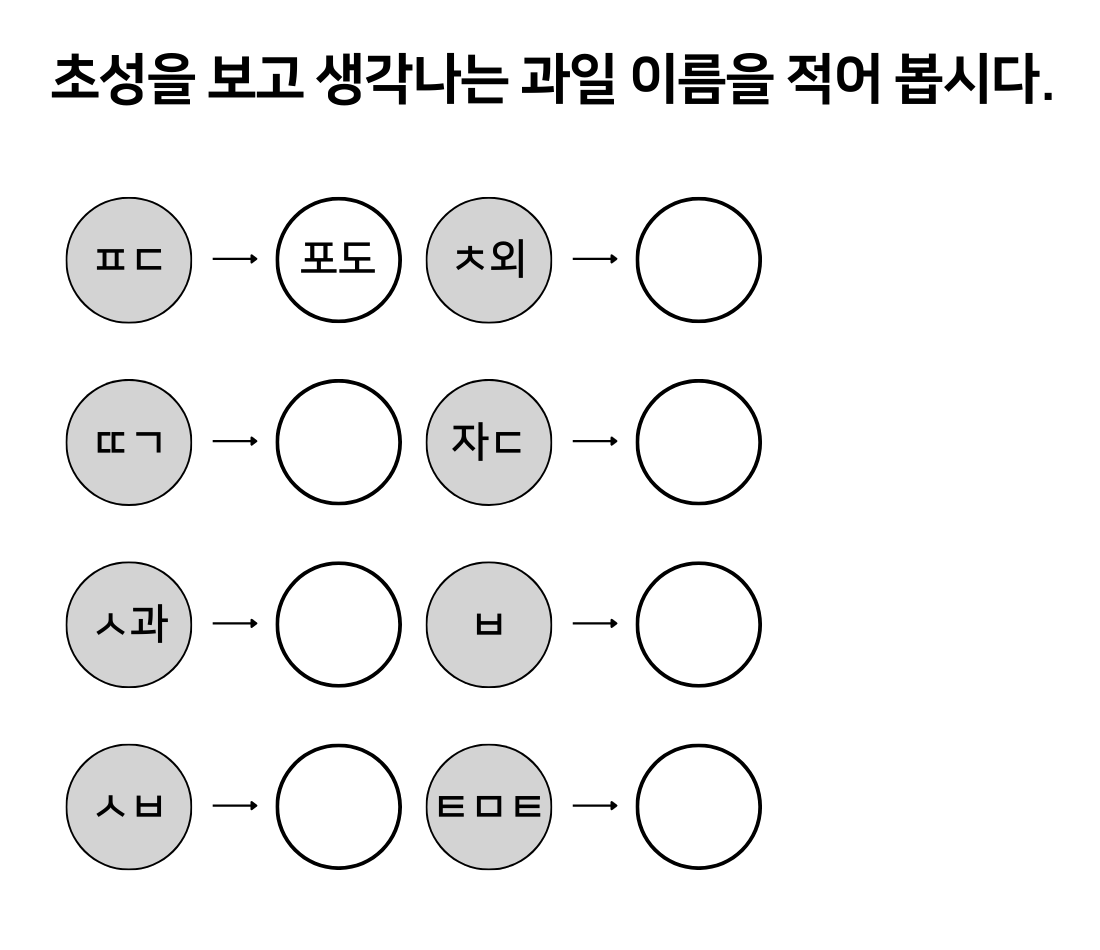 초성을 보고 생각나는 과일 이름을 적어 봅시다.
ㅍㄷ → 포도 ㅊ외 →
ㄸㄱ → 자ㄷ →
ㅅ과 → ㅂ →
ㅅㅂ → ㅌㅁㅌ →